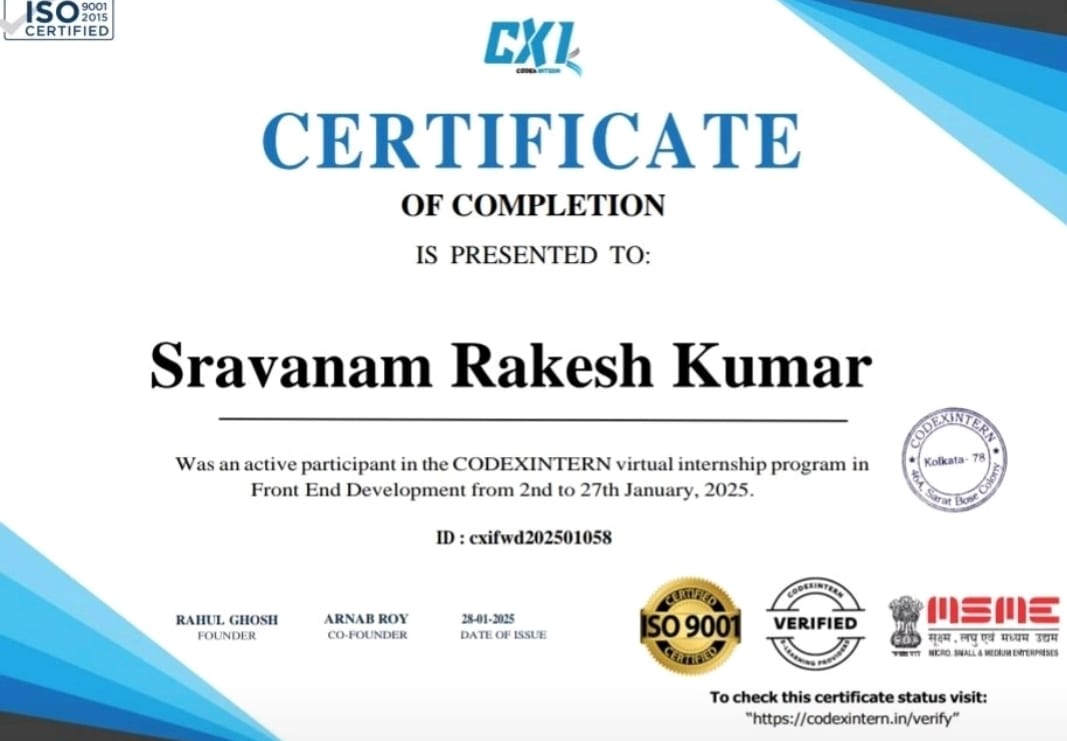 ISO 9001
2015
CERTIFIED
CXI
CODEX INTERN
CERTIFICATE
OF COMPLETION
IS PRESENTED TO:
Sravanam Rakesh Kumar
Was an active participant in the CODEXINTERN virtual internship program in
Front End Development from 2nd to 27th January, 2025.
CODEXINTERN
Kolkata- 78
46A, Sarat Bose Colony
ID : cxifwd202501058
RAHUL GHOSH
FOUNDER
ARNAB ROY
CO-FOUNDER
28-01-2025
DATE OF ISSUE
CERTIFIED
ISO 9001
CERTIFIED
CODEXINTERN
VERIFIED
E-LEARNING PROVIDERS
MSME
सूक्ष्म, लघु एवं मध्यम उद्यम
MICRO, SMALL & MEDIUM ENTERPRISES
To check this certificate status visit:
“https://codexintern.in/verify”